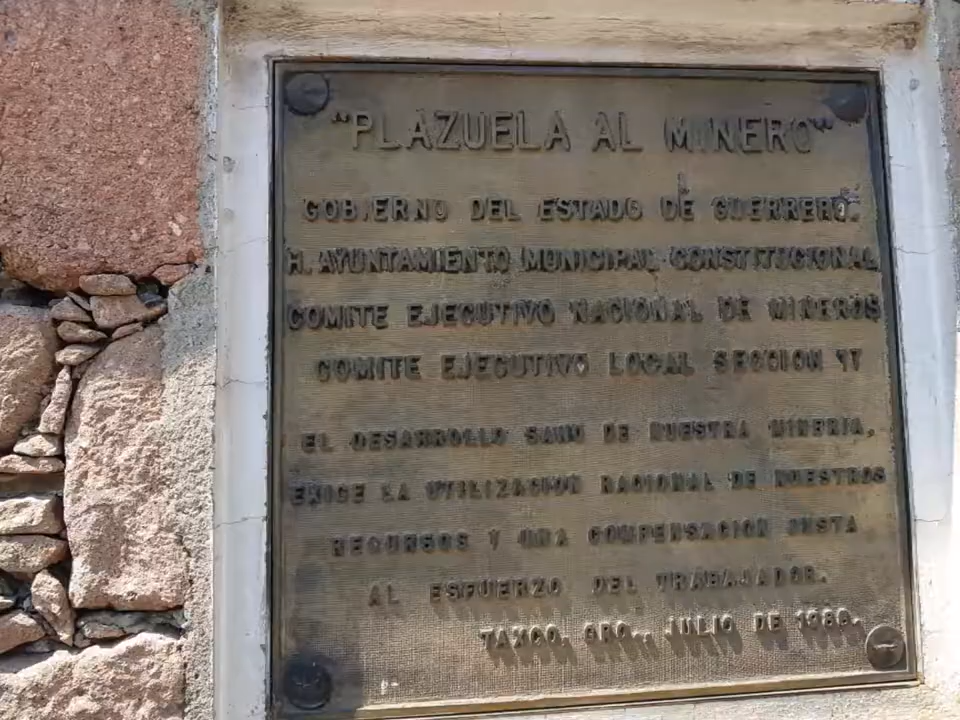 "PLAZUELA AL MINERO"
GOBIERNO DEL ESTADO DE GUERRERO.
H. AYUNTAMIENTO MUNICIPAL CONSTITUCIONAL
COMITE EJECUTIVO NACIONAL DE MINEROS
COMITE EJECUTIVO LOCAL SECCION 17
EL DESARROLLO SANO DE NUESTRA MINERIA,
EXIGE LA UTILIZACION RACIONAL DE NUESTROS
RECURSOS Y UNA COMPENSACION JUSTA
AL ESFUERZO DEL TRABAJADOR.
TAXCO, GRO., JULIO DE